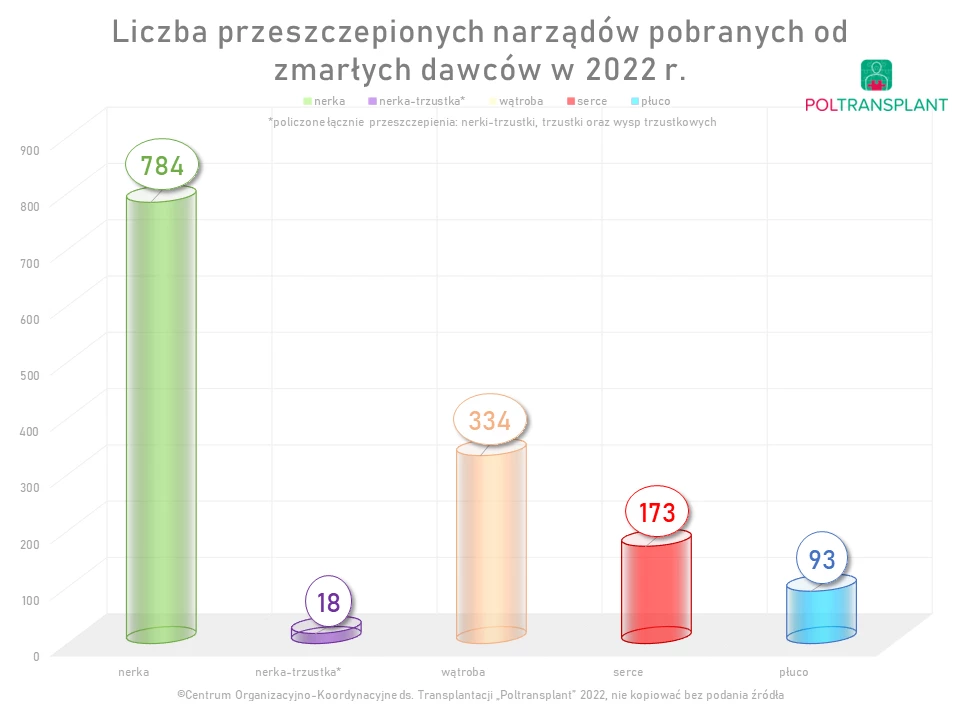 Liczba przeszczepionych narządów pobranych od
zmarłych dawców w 2022 r.
nerka nerka-trzustka* wątroba serce płuco
POLTRANSPLANT
*policzone łącznie przeszczepienia: nerki-trzustki, trzustki oraz wysp trzustkowych
900
784
800
700
600
500
400
334
300
173
200
93
100
18
0
nerka nerka-trzustka* wątroba serce płuco
©Centrum Organizacyjno-Koordynacyjne ds. Transplantacji „Poltransplant" 2022, nie kopiować bez podania źródła